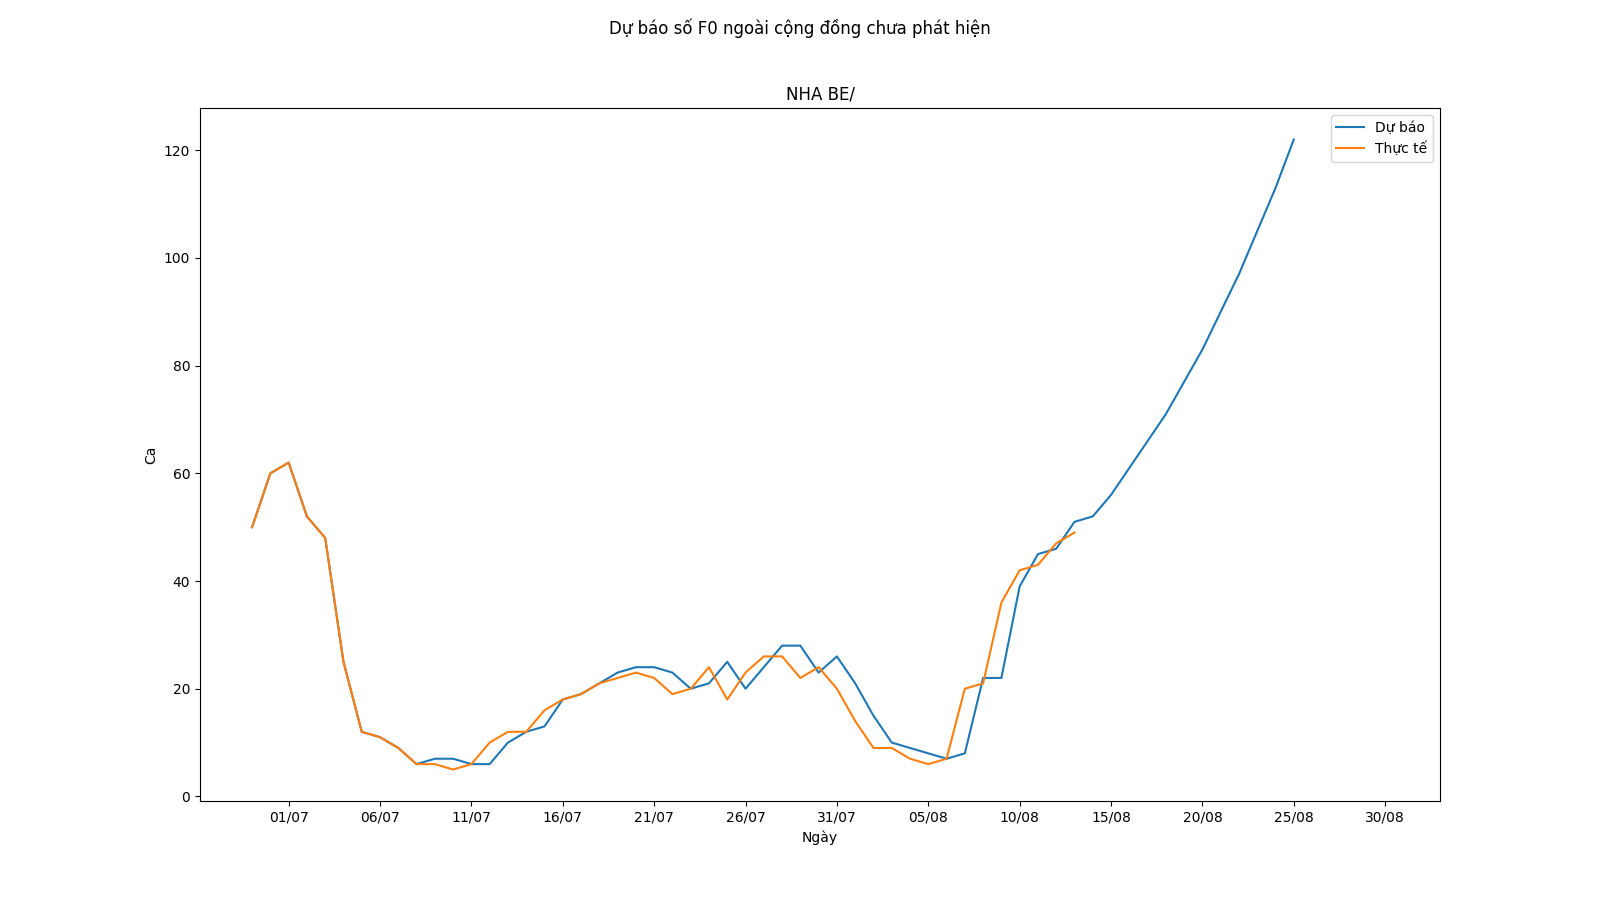 Dự báo số F0 ngoài cộng đồng chưa phát hiện
NHA BE/
Dự báo
Thực tế
120
100
80
60
40
20
0
Ca
01/07 06/07 11/07 16/07 21/07 26/07 31/07 05/08 10/08 15/08 20/08 25/08 30/08
Ngày